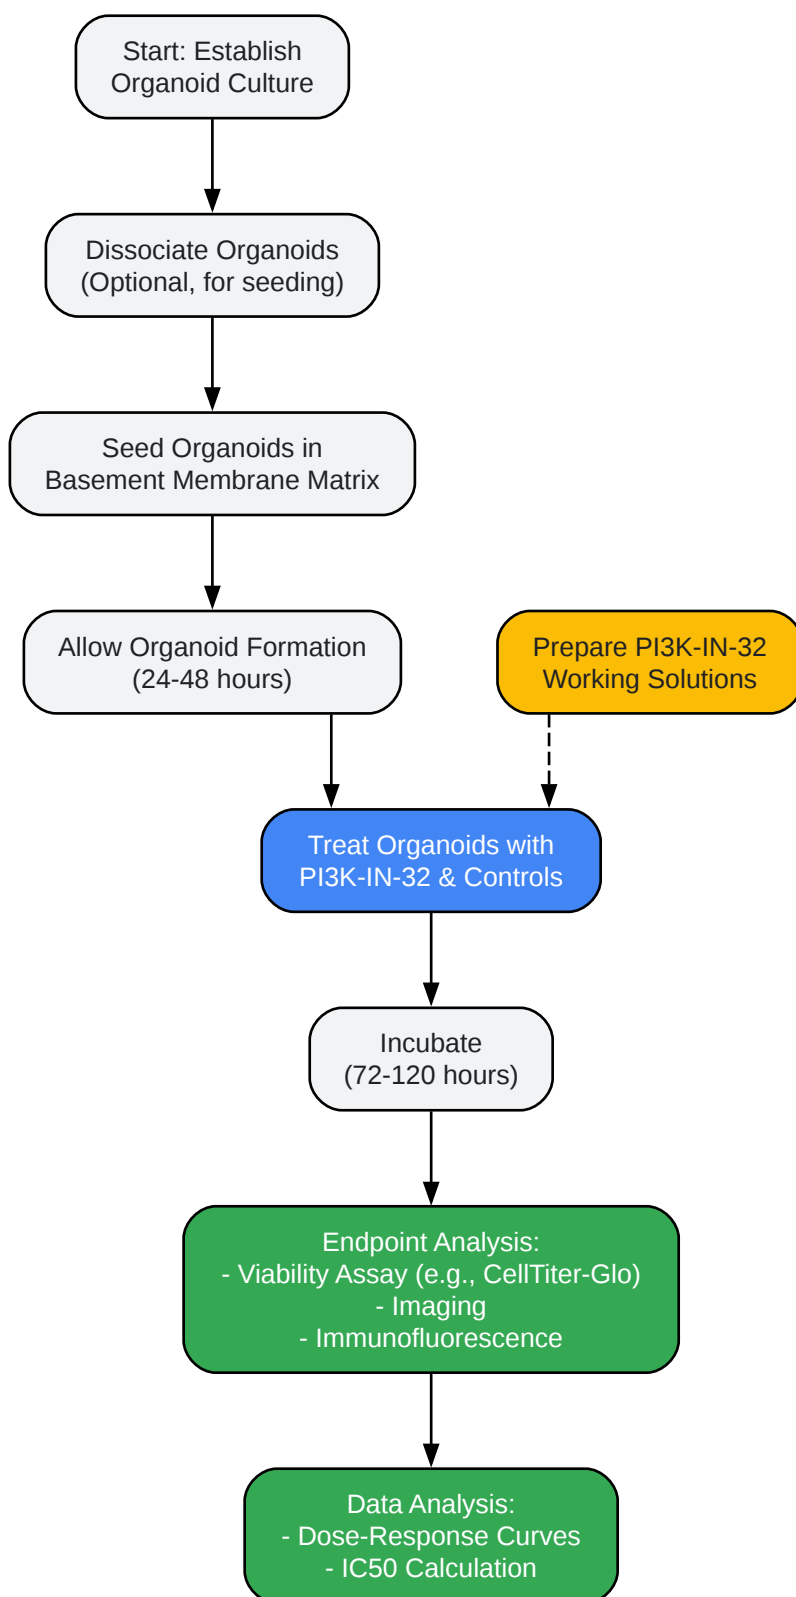 Start: Establish
Organoid Culture
Dissociate Organoids
(Optional, for seeding)
Seed Organoids in
Basement Membrane Matrix
Allow Organoid Formation
(24-48 hours)
Prepare PI3K-IN-32
Working Solutions
Treat Organoids with
PI3K-IN-32 & Controls
Incubate
(72-120 hours)
Endpoint Analysis:
- Viability Assay (e.g., CellTiter-Glo)
- Imaging
- Immunofluorescence
Data Analysis:
- Dose-Response Curves
- IC50 Calculation